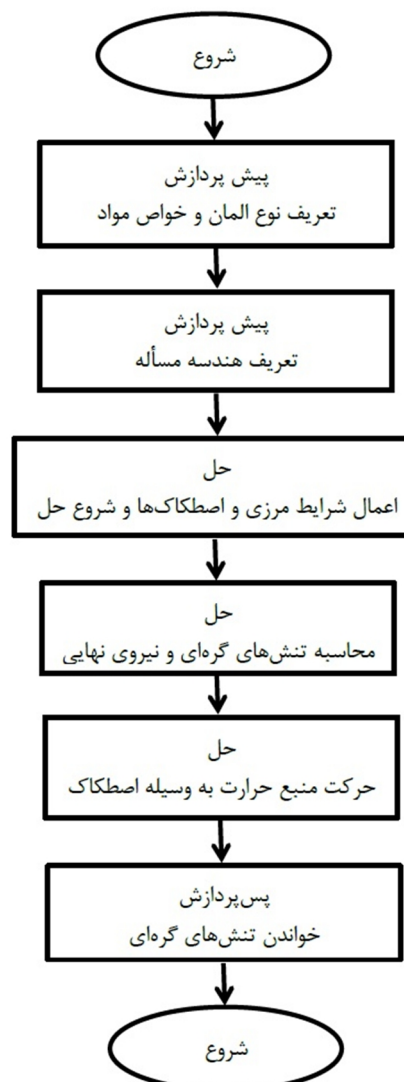 شروع
پیش پردازش
تعریف نوع المان و خواص مواد
پیش پردازش
تعریف هندسه مسأله
حل
اعمال شرایط مرزی و اصطکاک‌ها و شروع حل
حل
محاسبه تنش‌های گره‌ای و نیروی نهایی
حل
حرکت منبع حرارت به وسیله اصطکاک
پس‌پردازش
خواندن تنش‌های گره‌ای
شروع